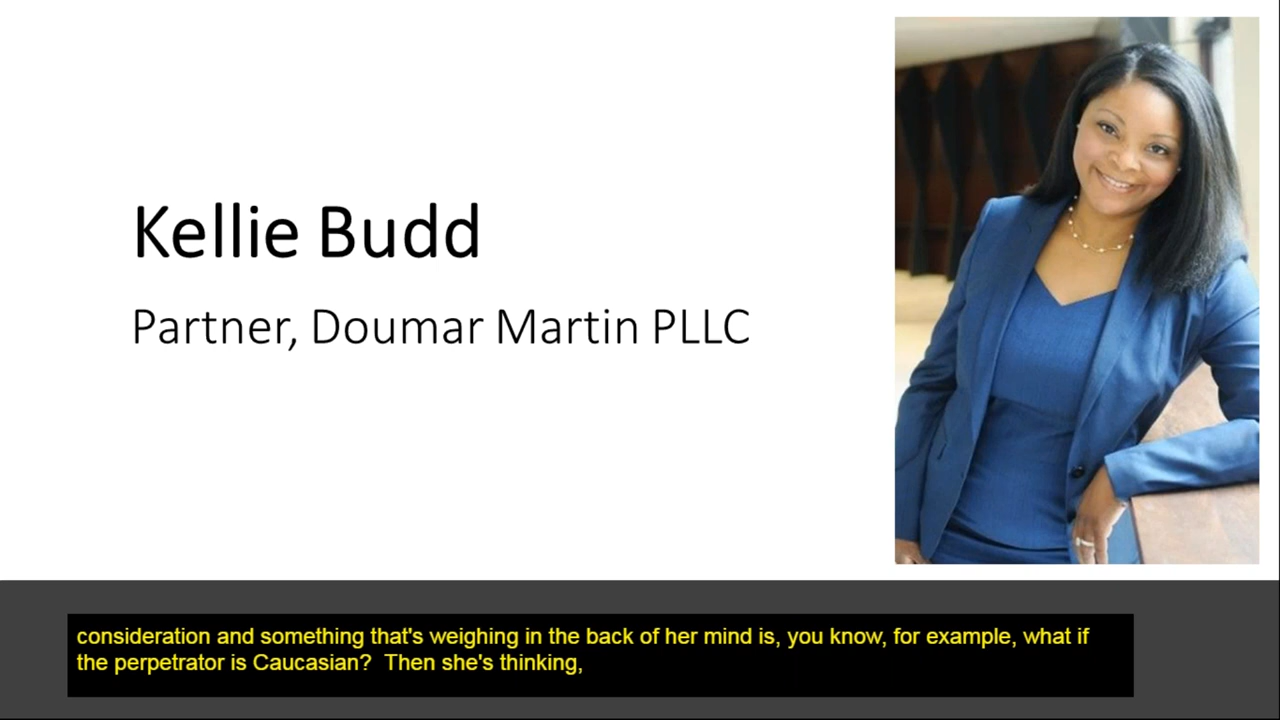 Kellie Budd
Partner, Doumar Martin PLLC
consideration and something that's weighing in the back of her mind is, you know, for example, what if
the perpetrator is Caucasian?  Then she's thinking,